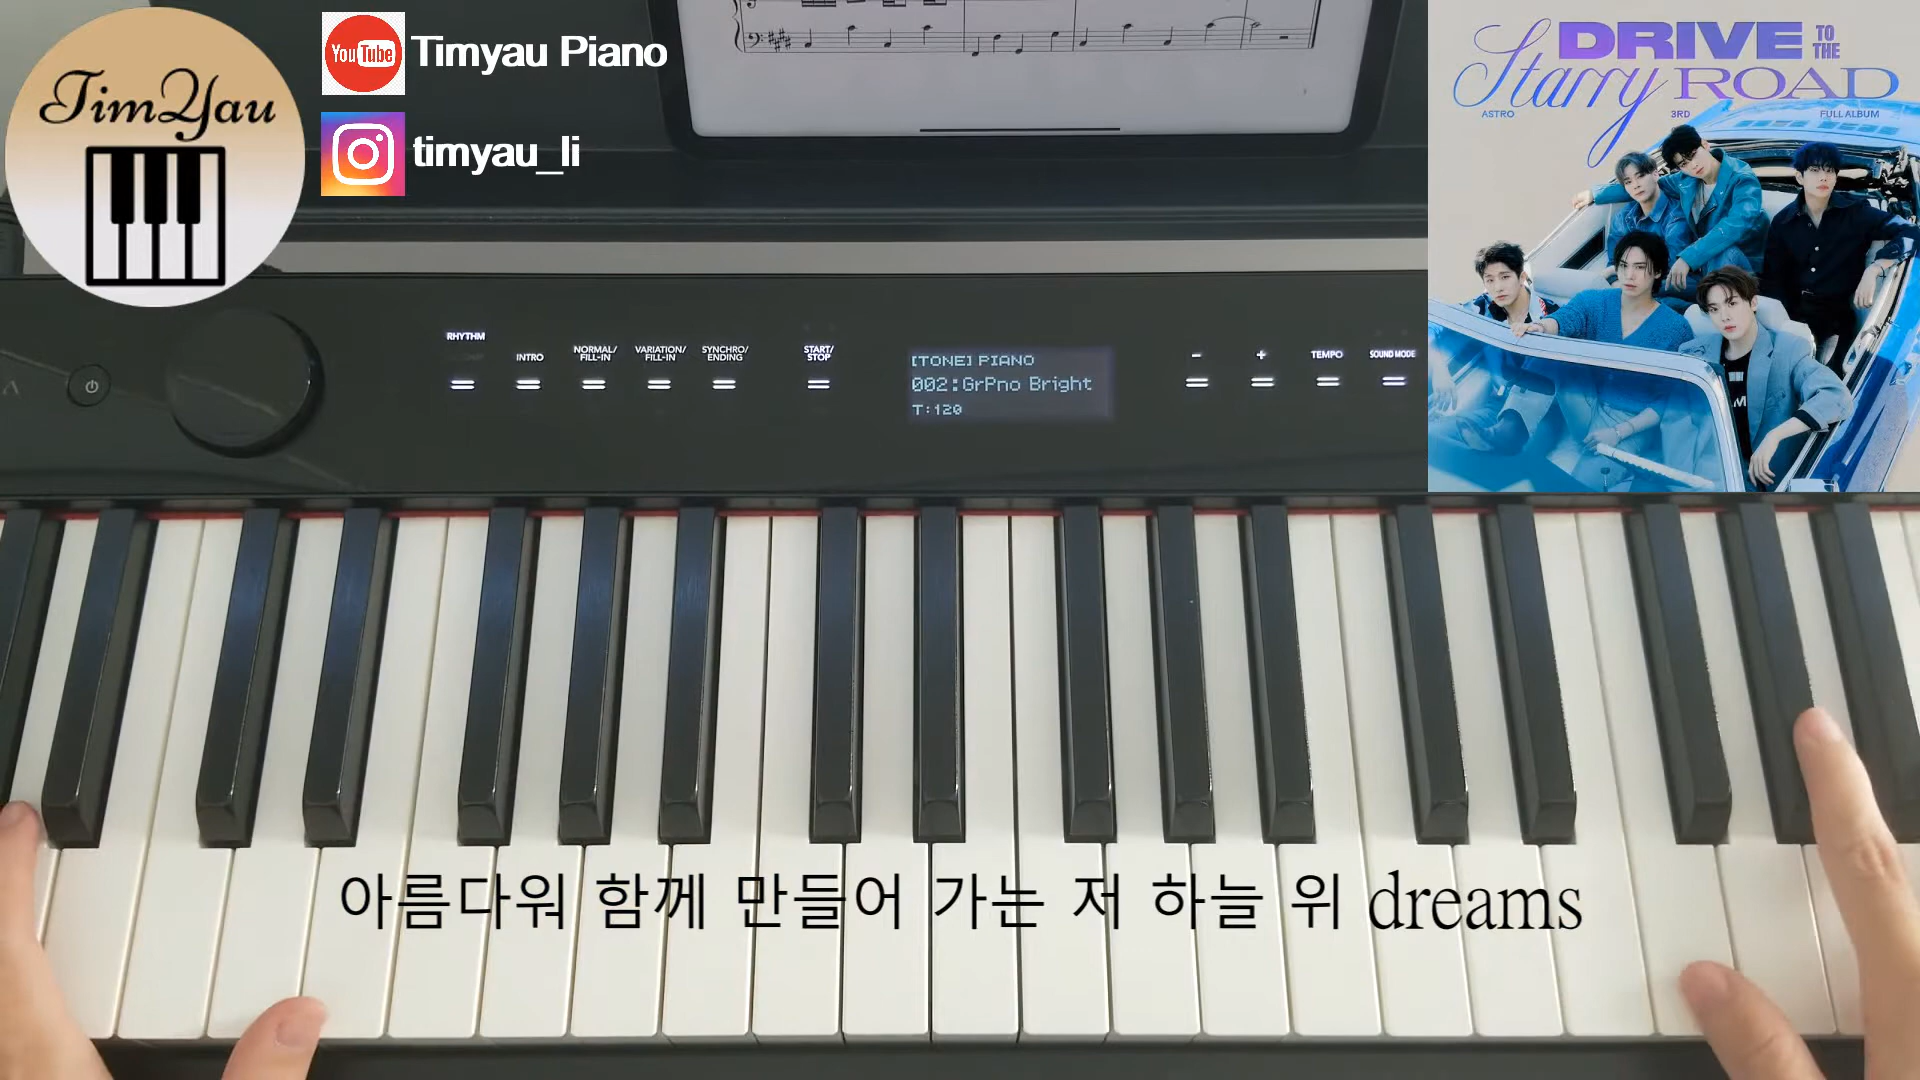 TimYau
YouTube
Timyau Piano
timyau_li
DRIVE TO THE
Starry ROAD
ASTRO 3RD FULL ALBUM
RHYTHM
INTRO
NORMAL/
FILL-IN
VARIATION/
FILL-IN
SYNCHRO/
ENDING
START/
STOP
[TONE] PIANO
002:GrPno Bright
T:120
-
+
TEMPO
SOUND MODE
아름다워 함께 만들어 가는 저 하늘 위 dreams